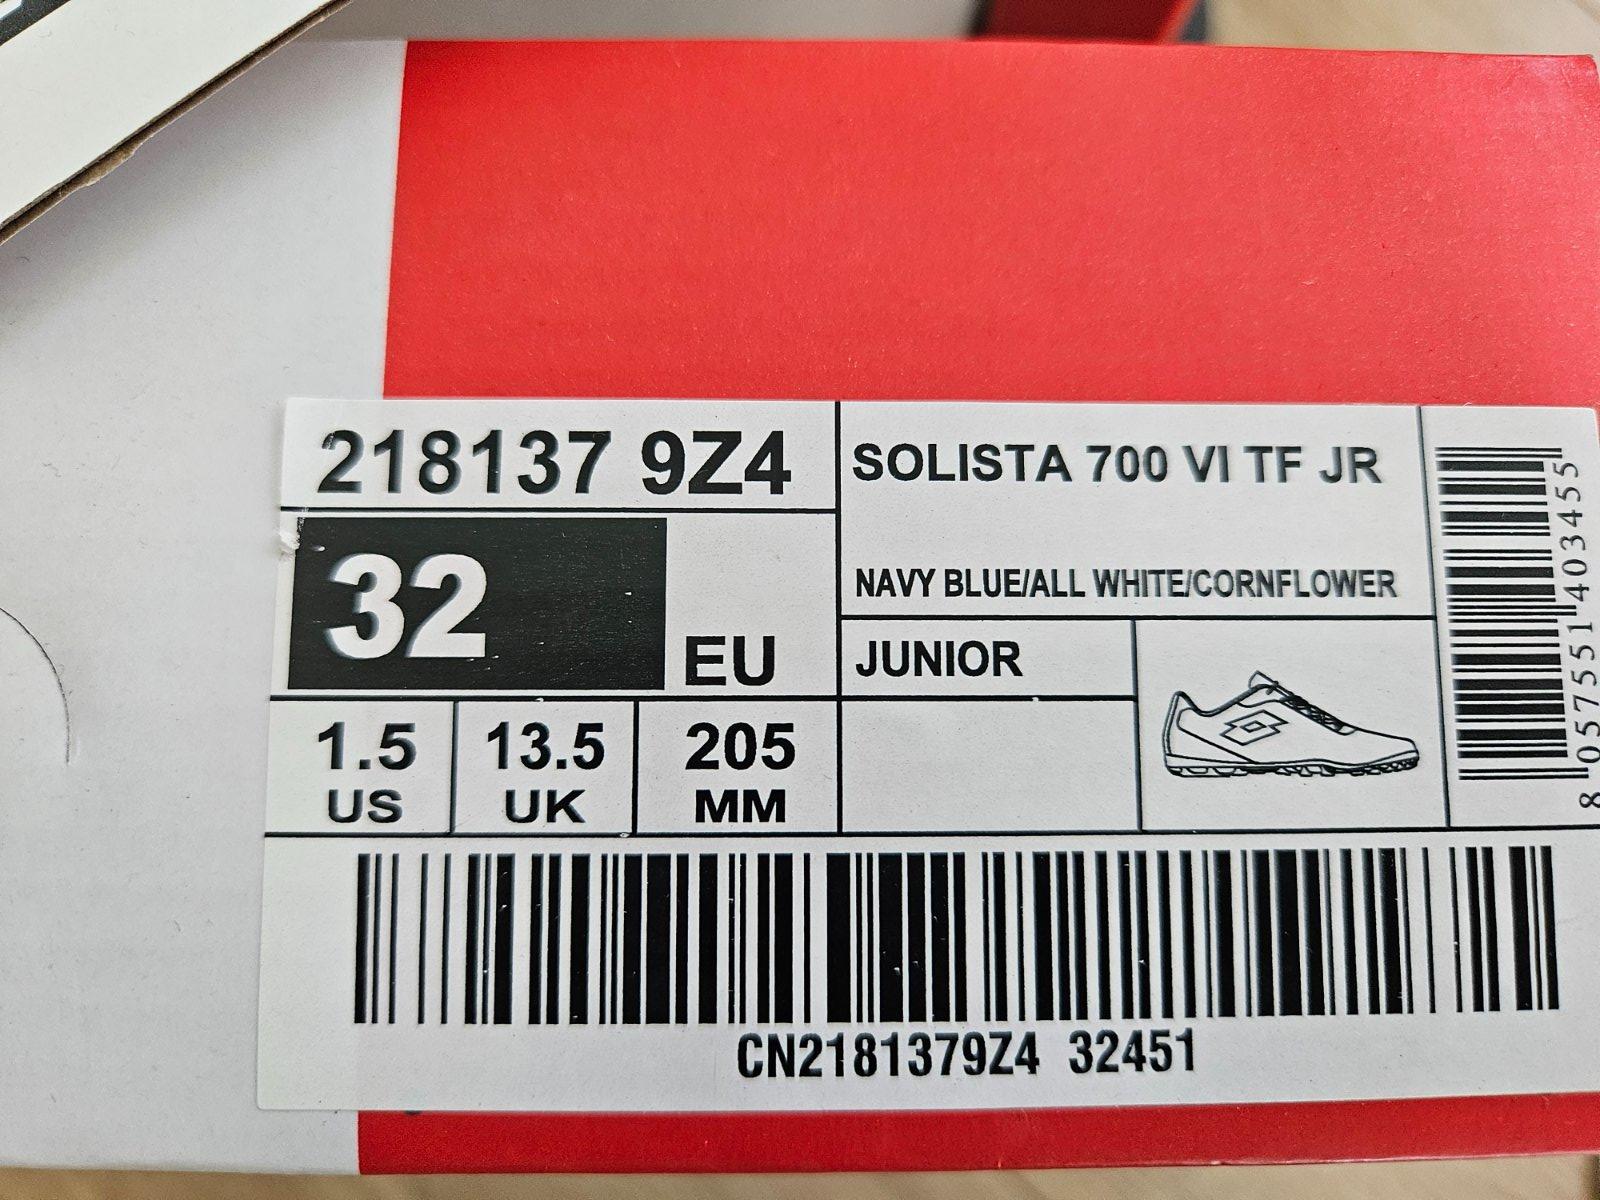 218137 9Z4
SOLISTA 700 VI TF JR
NAVY BLUE/ALL WHITE/CORNFLOWER
32
EU
JUNIOR
1.5
US
13.5
UK
205
MM
8 057551 403455
CN2181379Z4 32451